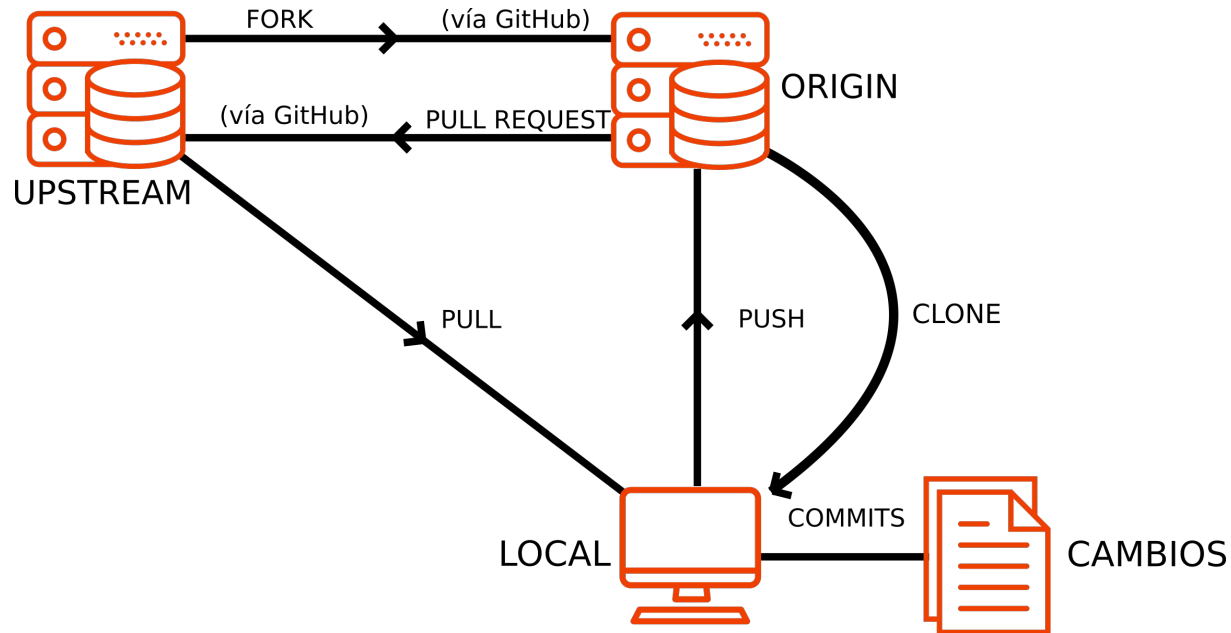 FORK
(vía GitHub)
ORIGIN
(vía GitHub)
PULL REQUEST
UPSTREAM
PULL
PUSH
CLONE
COMMITS
LOCAL
CAMBIOS